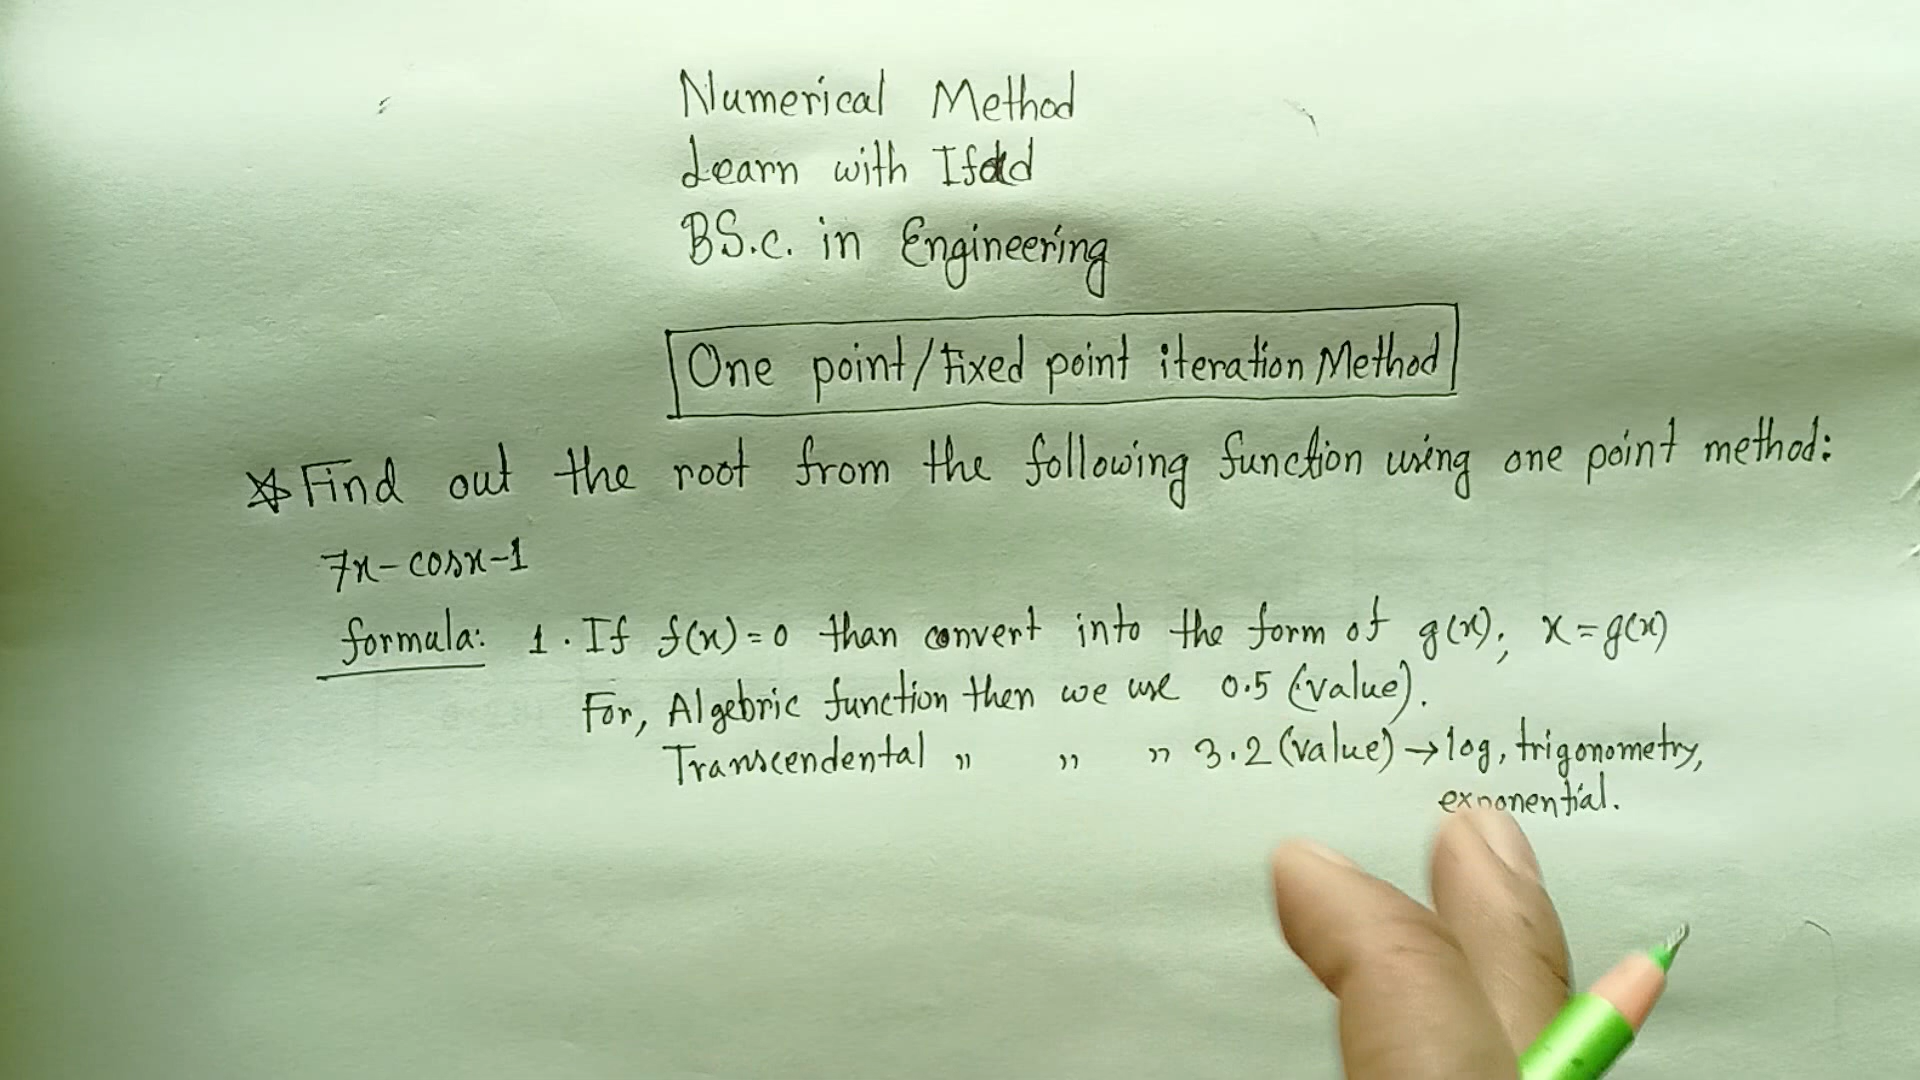 Numerical Method
Learn with Ifad
BS.c. in Engineering
One point/Fixed point iteration Method
* Find out the root from the following function using one point method:
7x-cosx-1
formula: 1. If f(x)=0 than convert into the form of g(x); x=g(x)
For, Algebric function then we use 0.5 (value).
Transcendental " " " 3.2 (value) → log, trigonometry,
exponential.